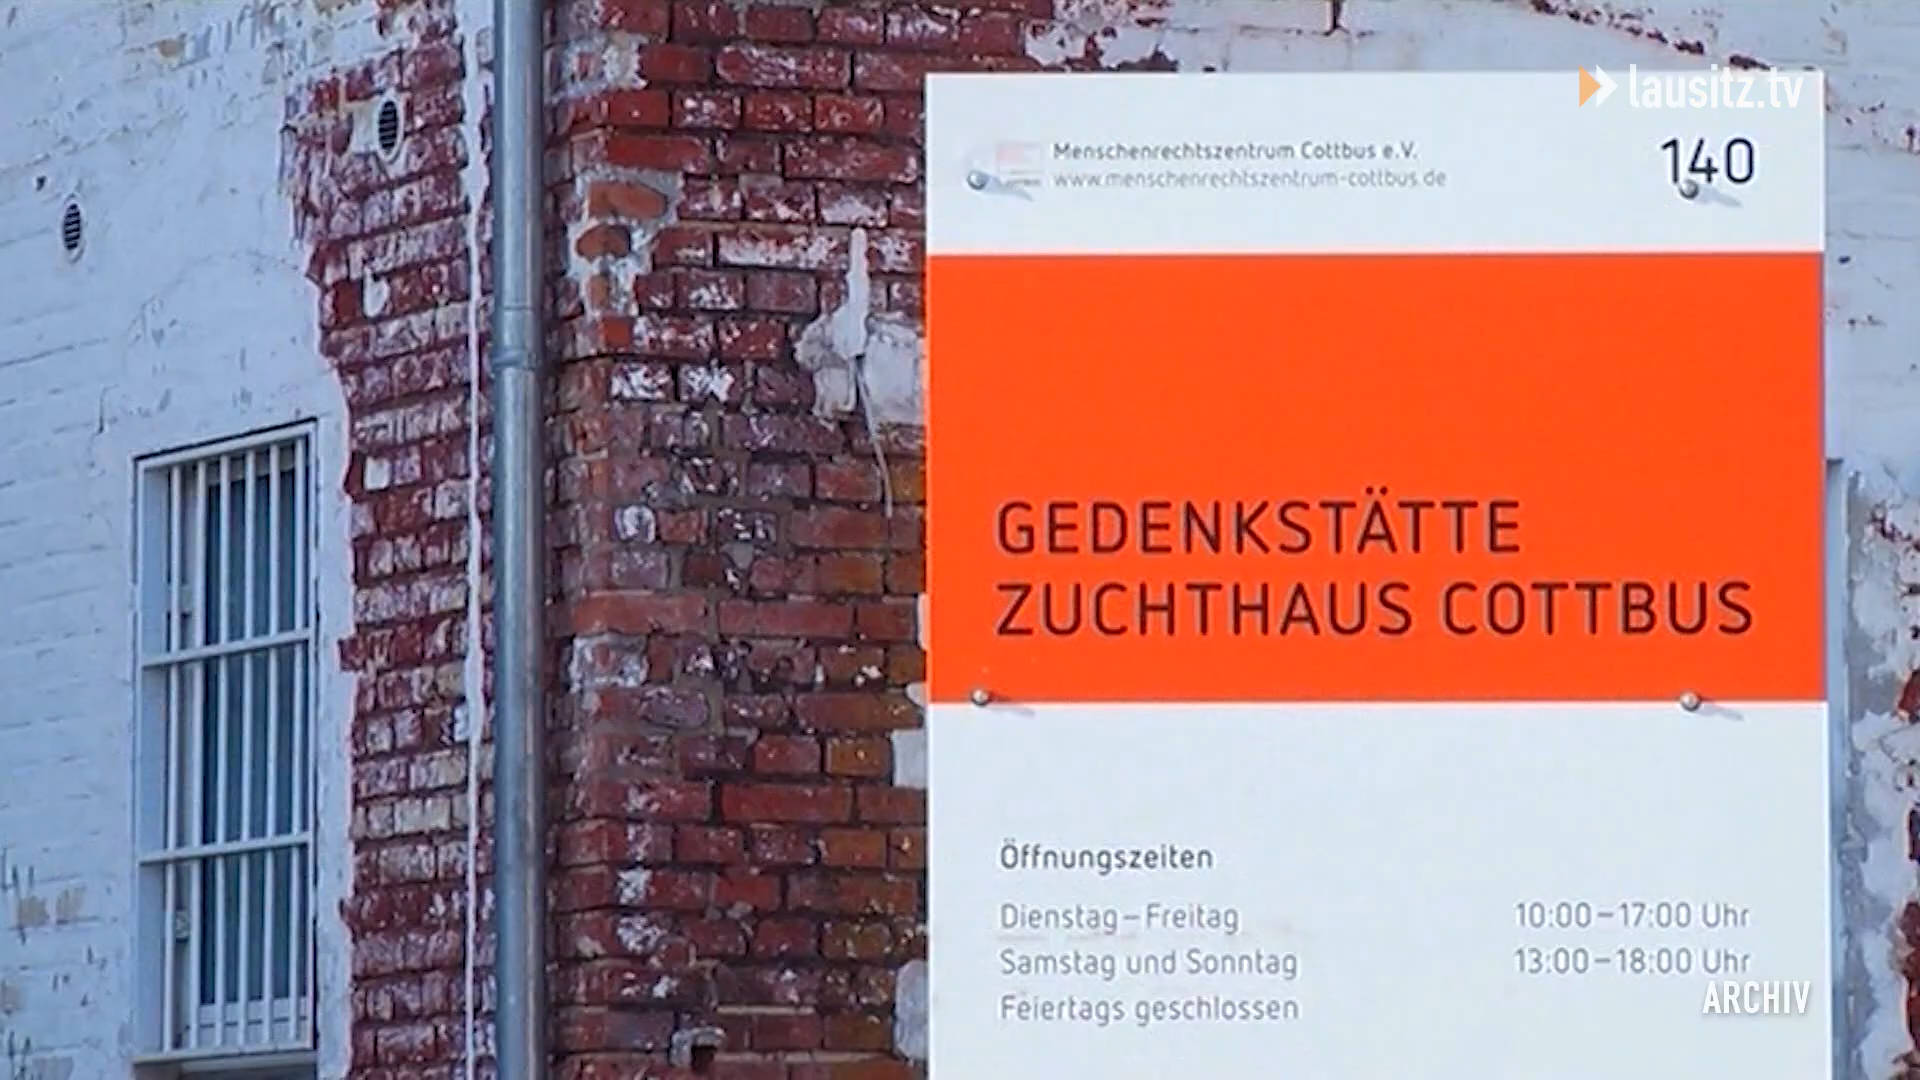 lausitz.tv
Menschenrechtszentrum Cottbus e.V.
www.menschenrechtszentrum-cottbus.de
140
GEDENKSTÄTTE
ZUCHTHAUS COTTBUS
Öffnungszeiten
Dienstag – Freitag 10:00 – 17:00 Uhr
Samstag und Sonntag 13:00 – 18:00 Uhr
Feiertags geschlossen
ARCHIV